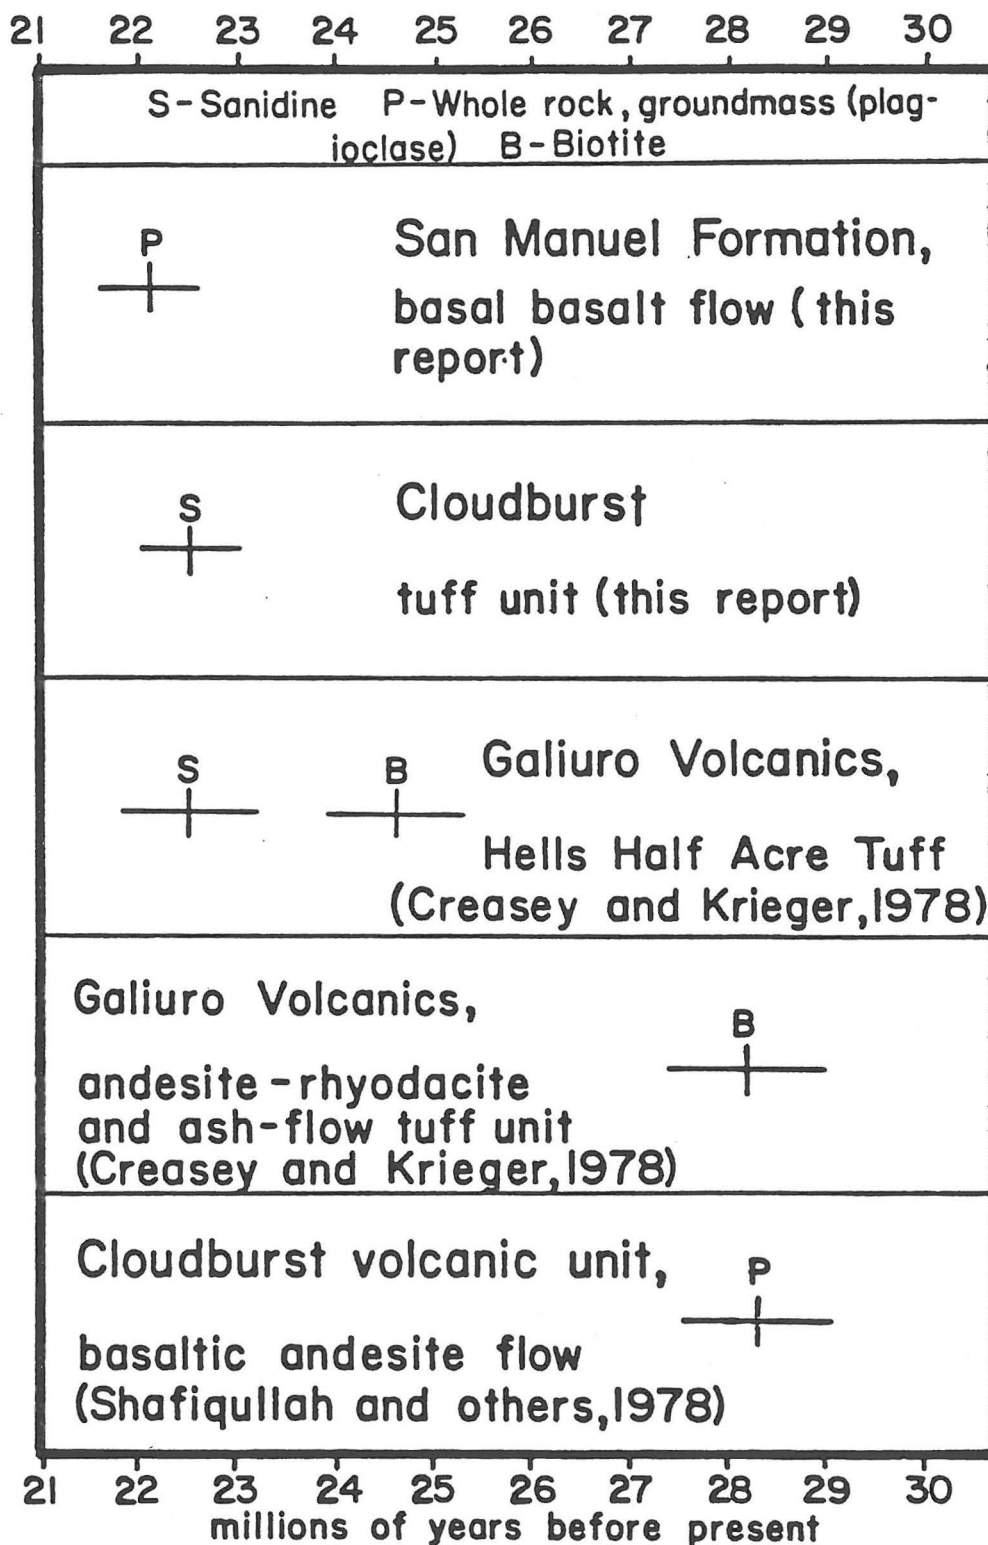 21 22 23 24 25 26 27 28 29 30
S-Sanidine P-Whole rock, groundmass (plag-
ioclase) B-Biotite
P
San Manuel Formation,
basal basalt flow (this
report)
S
Cloudburst
tuff unit (this report)
S B Galiuro Volcanics,
Hells Half Acre Tuff
(Creasey and Krieger,1978)
Galiuro Volcanics,
B
andesite-rhyodacite
and ash-flow tuff unit
(Creasey and Krieger,1978)
Cloudburst volcanic unit,
P
basaltic andesite flow
(Shafiqullah and others,1978)
21 22 23 24 25 26 27 28 29 30
millions of years before present